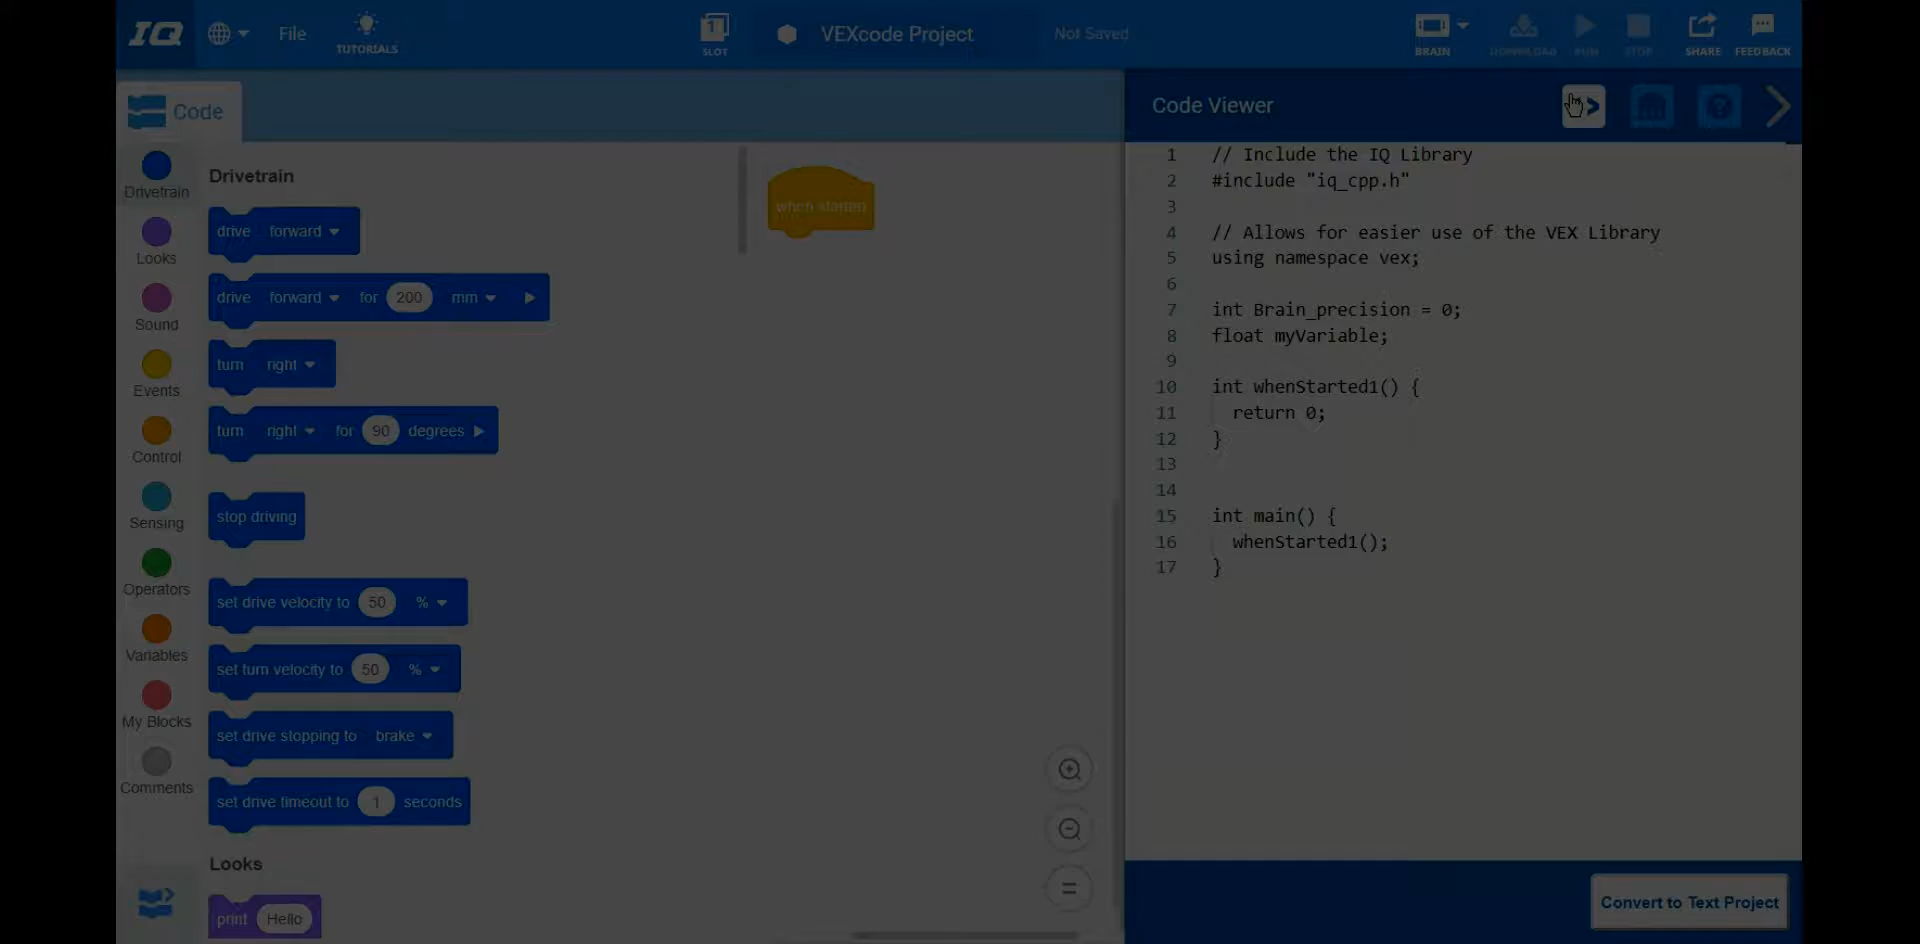 IQ
File
TUTORIALS
1
SLOT
VEXcode Project
Not Saved
BRAIN
DOWNLOAD
RUN
STOP
SHARE
FEEDBACK
Code
Drivetrain
Looks
Sound
Events
Control
Sensing
Operators
Variables
My Blocks
Comments
Drivetrain
drive forward
drive forward for 200 mm
turn right
turn right for 90 degrees
stop driving
set drive velocity to 50 %
set turn velocity to 50 %
set drive stopping to brake
set drive timeout to 1 seconds
Looks
print Hello
when started
Code Viewer
1 // Include the IQ Library
2 #include "iq_cpp.h"
3
4 // Allows for easier use of the VEX Library
5 using namespace vex;
6
7 int Brain_precision = 0;
8 float myVariable;
9
10 int whenStarted1() {
11 return 0;
12 }
13
14
15 int main() {
16 whenStarted1();
17 }
Convert to Text Project